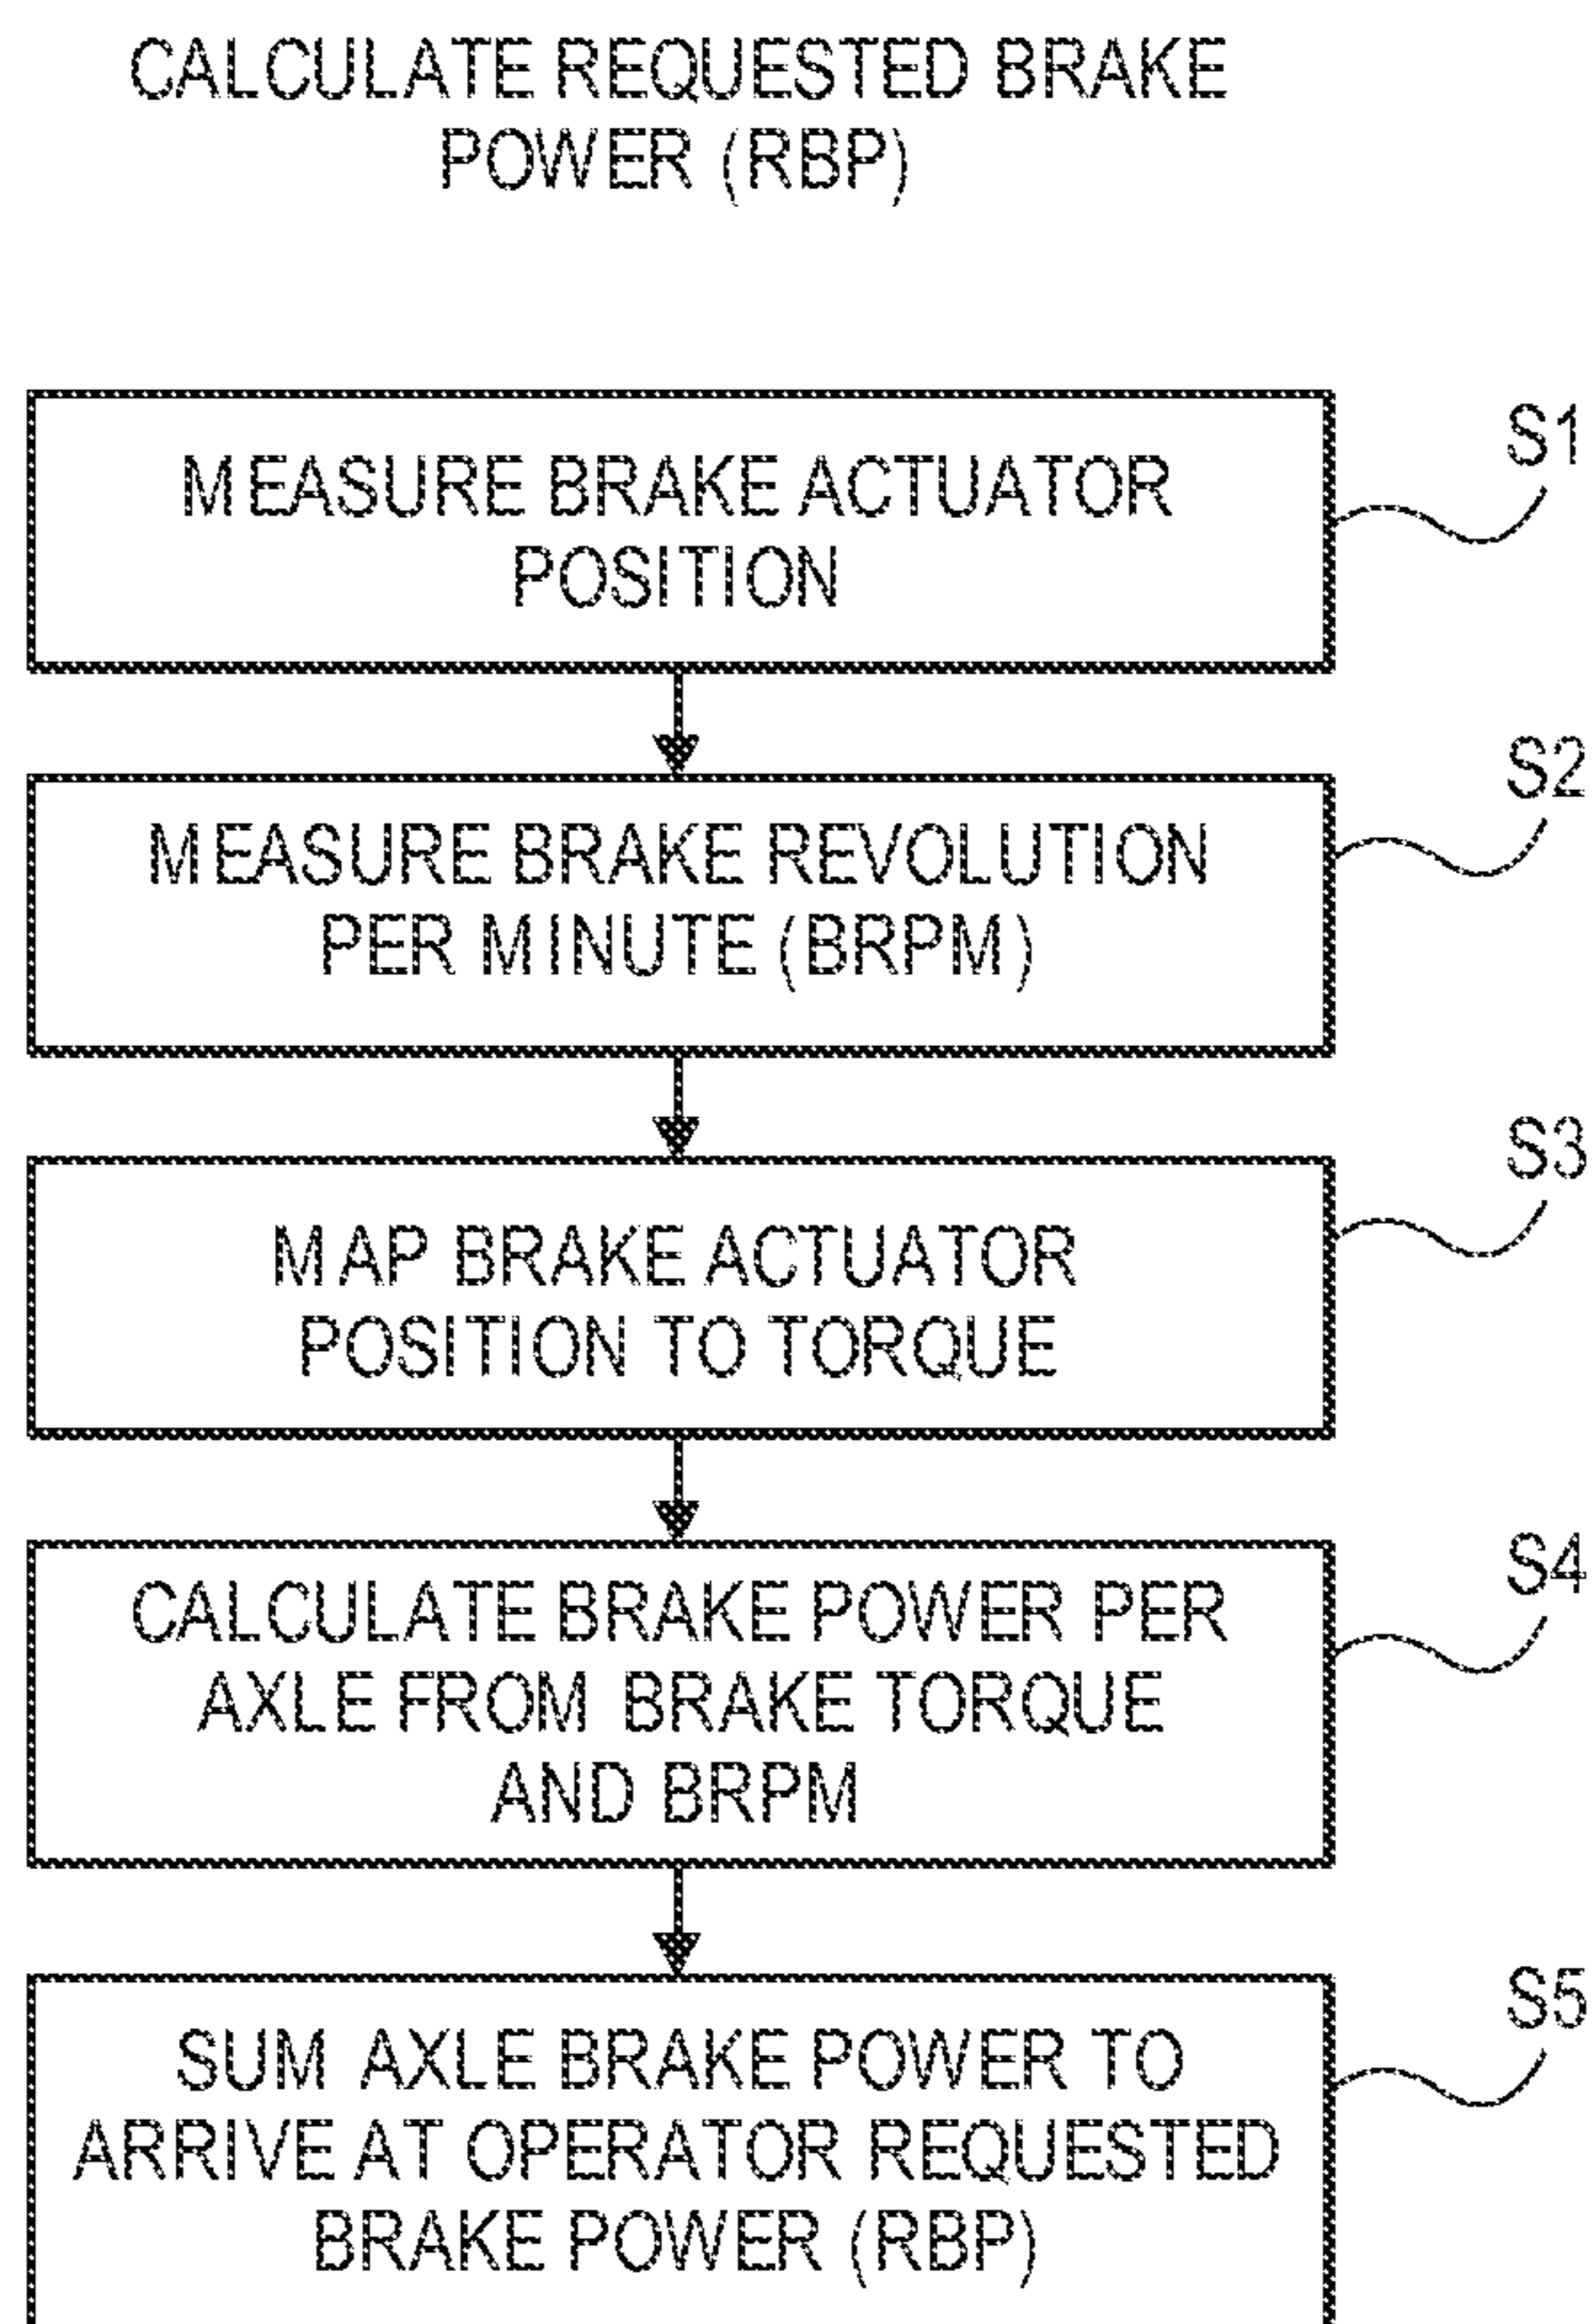 CALCULATE REQUESTED BRAKE
POWER (RBP)
MEASURE BRAKE ACTUATOR
POSITION
S1
MEASURE BRAKE REVOLUTION
PER MINUTE (BRPM)
S2
MAP BRAKE ACTUATOR
POSITION TO TORQUE
S3
CALCULATE BRAKE POWER PER
AXLE FROM BRAKE TORQUE
AND BRPM
S4
SUM AXLE BRAKE POWER TO
ARRIVE AT OPERATOR REQUESTED
BRAKE POWER (RBP)
S5